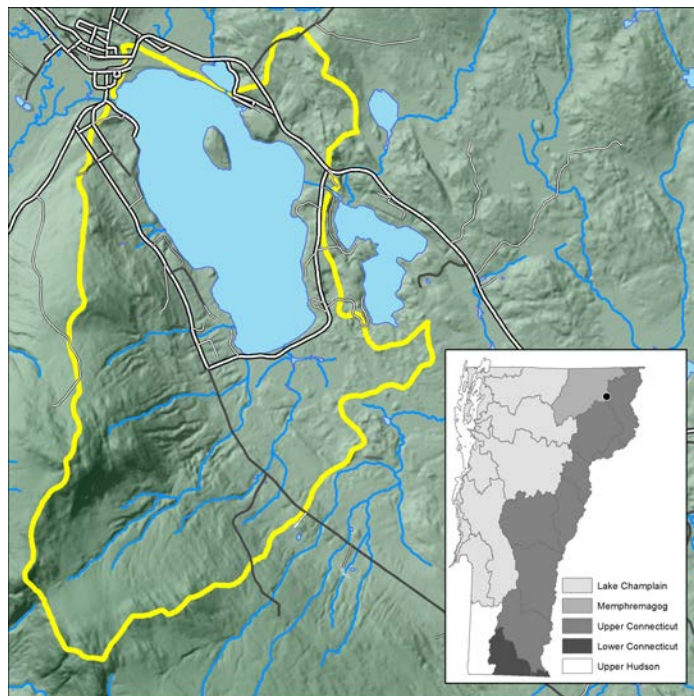 Lake Champlain
Memphremagog
Upper Connecticut
Lower Connecticut
Upper Hudson